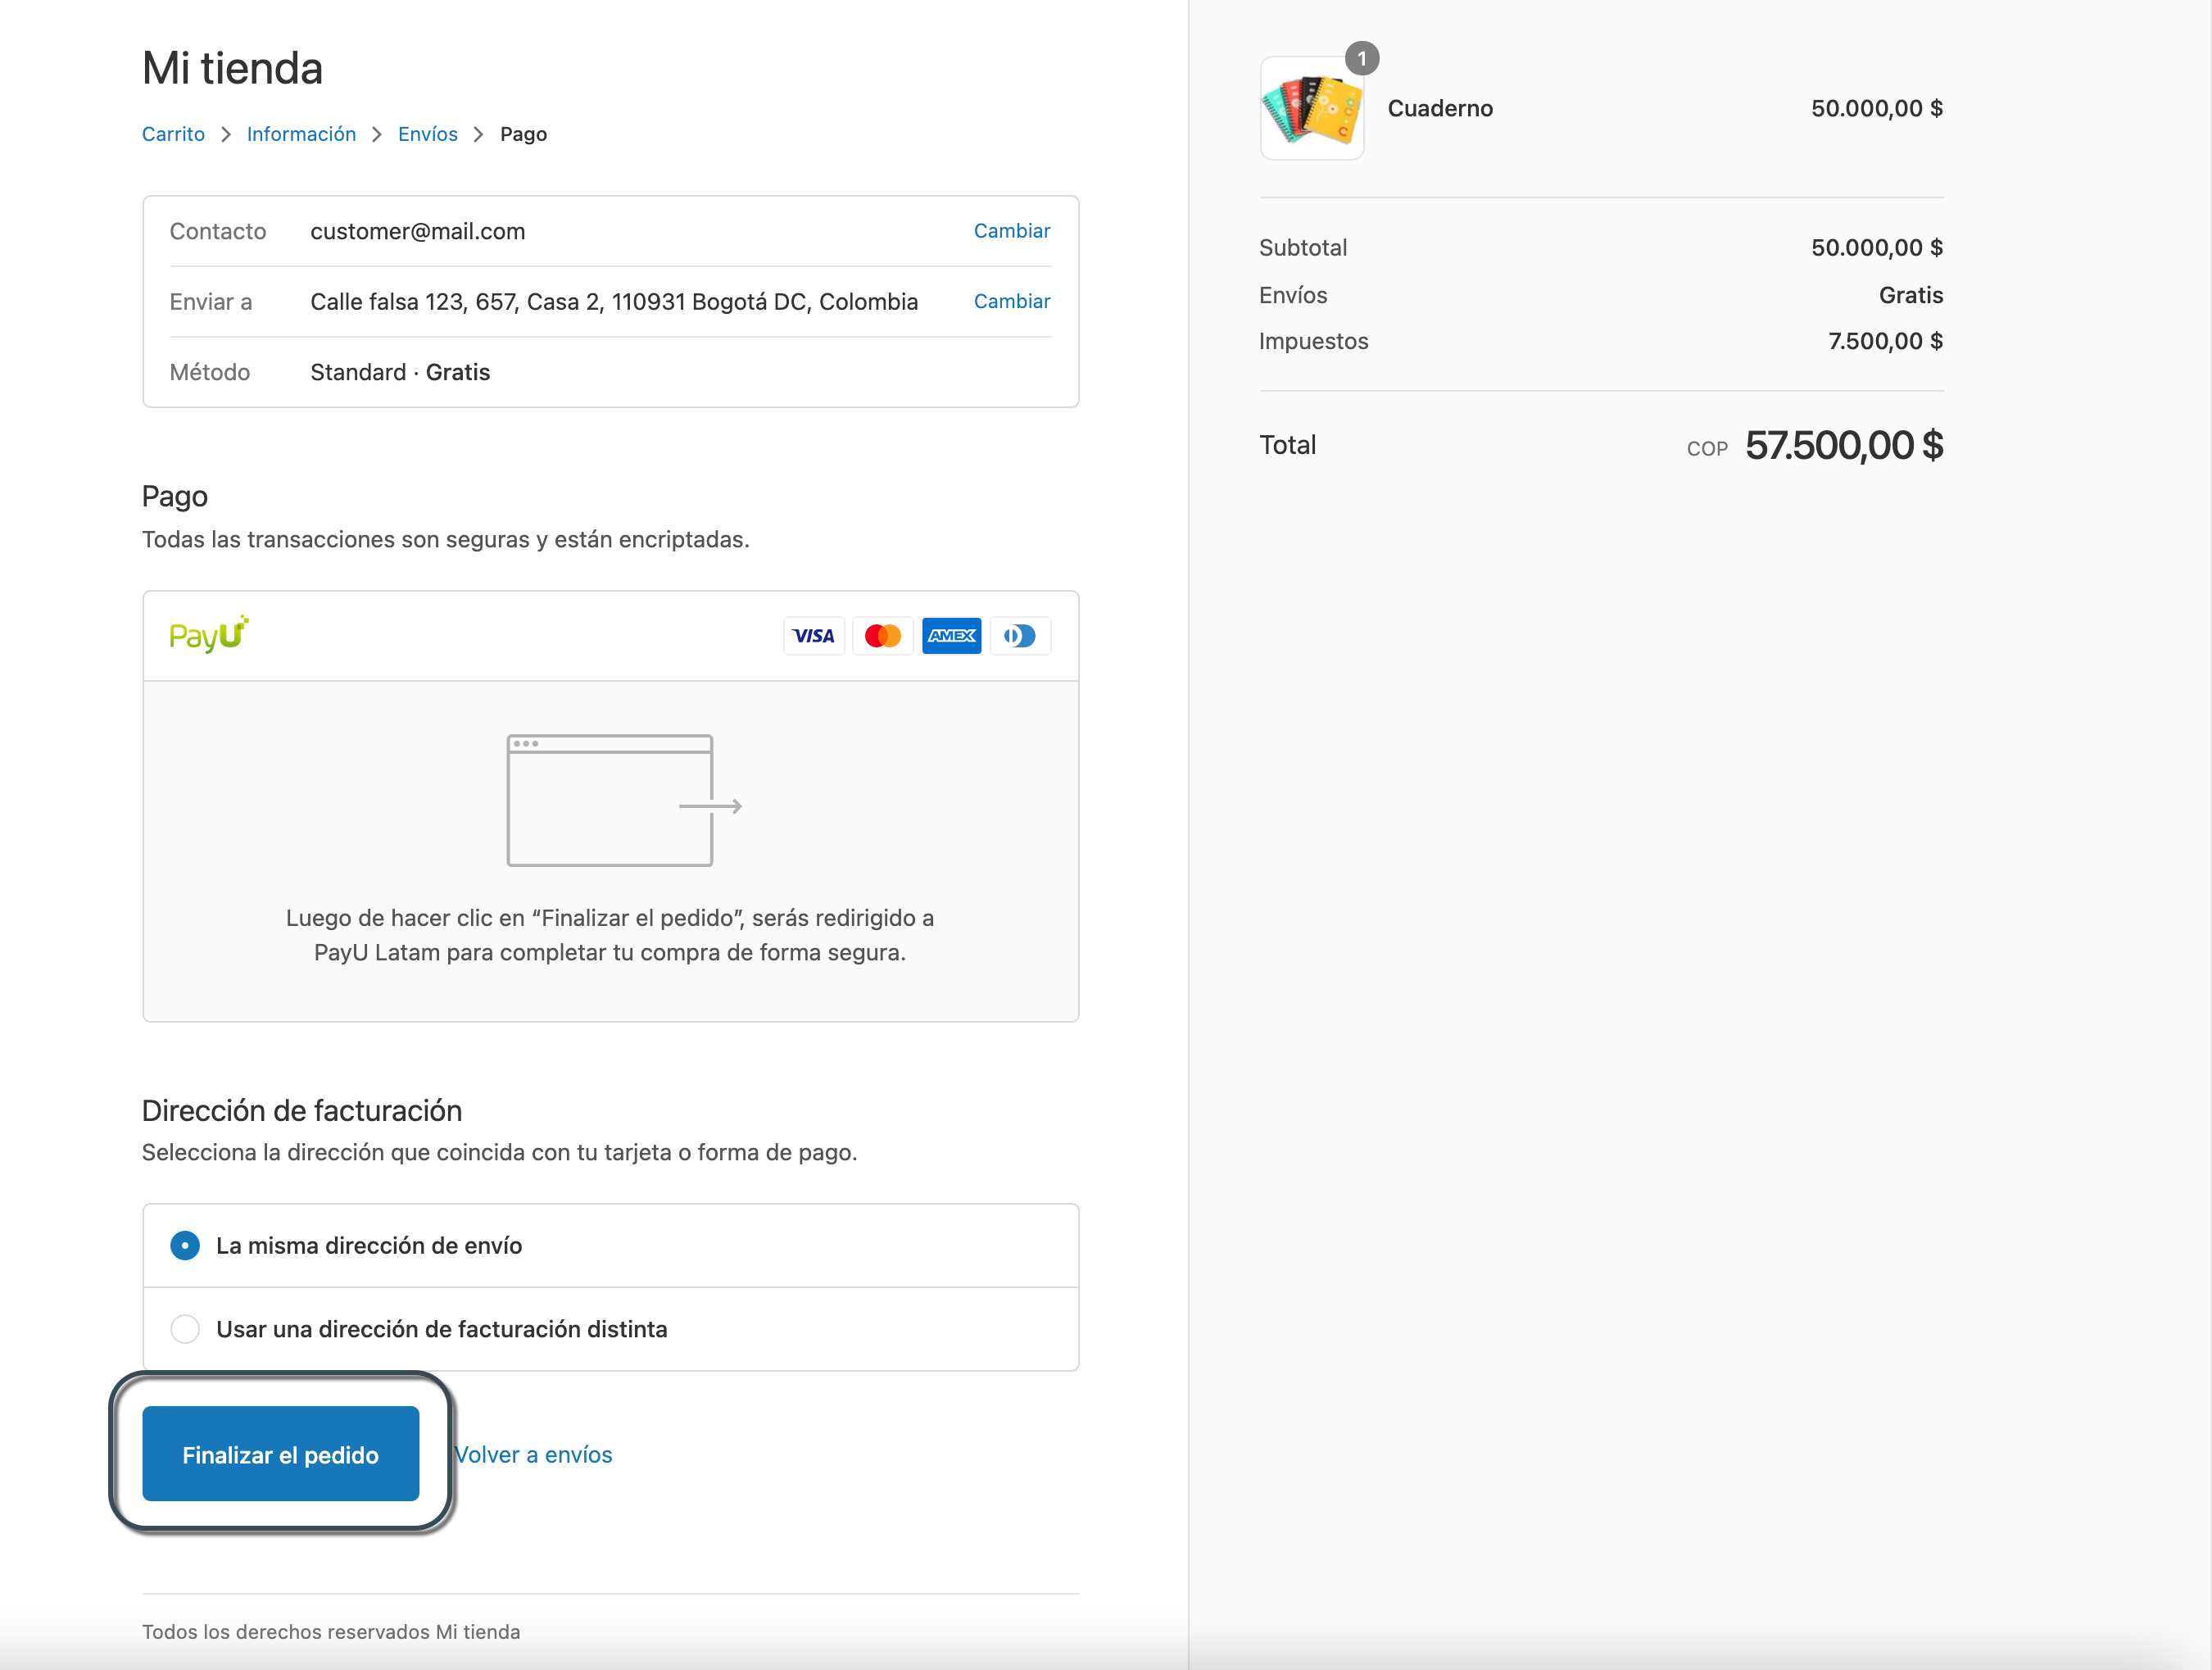 Mi tienda
Carrito > Información > Envíos > Pago
Contacto customer@mail.com Cambiar
Enviar a Calle falsa 123, 657, Casa 2, 110931 Bogotá DC, Colombia Cambiar
Método Standard · Gratis
Pago
Todas las transacciones son seguras y están encriptadas.
PayU VISA AMEX
Luego de hacer clic en “Finalizar el pedido”, serás redirigido a
PayU Latam para completar tu compra de forma segura.
Dirección de facturación
Selecciona la dirección que coincida con tu tarjeta o forma de pago.
La misma dirección de envío
Usar una dirección de facturación distinta
Finalizar el pedido Volver a envíos
Todos los derechos reservados Mi tienda
1
Cuaderno 50.000,00 $
Subtotal 50.000,00 $
Envíos Gratis
Impuestos 7.500,00 $
Total COP 57.500,00 $